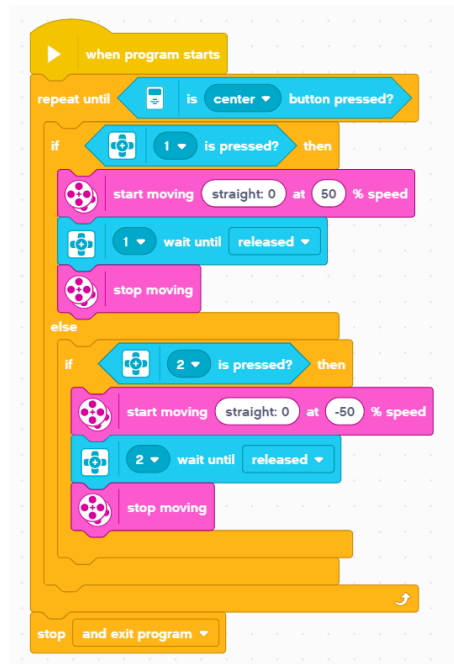 when program starts
repeat until is center button pressed?
if 1 is pressed? then
start moving straight: 0 at 50 % speed
1 wait until released
stop moving
else
if 2 is pressed? then
start moving straight: 0 at -50 % speed
2 wait until released
stop moving
stop and exit program